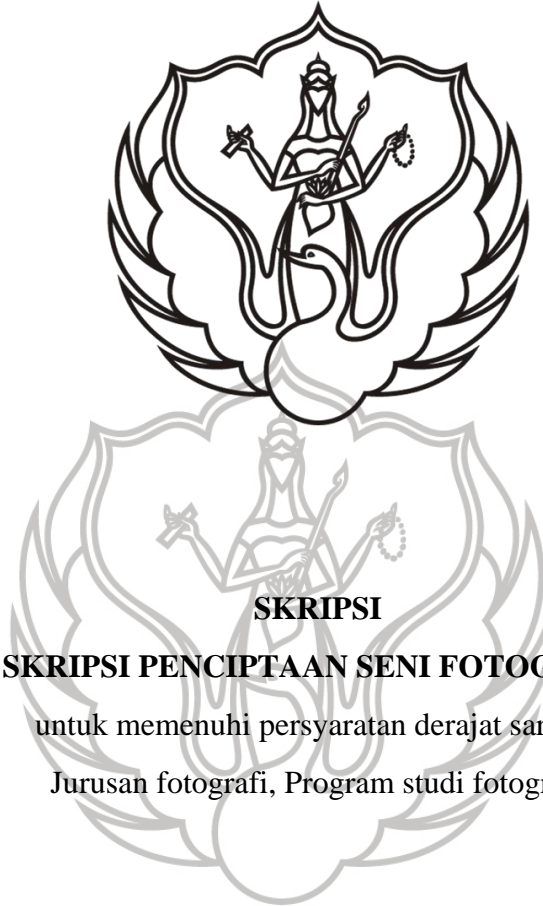 SKRIPSI
SKRIPSI PENCIPTAAN SENI
untuk memenuhi persyaratan derajat
Jurusan fotografi, Program studi